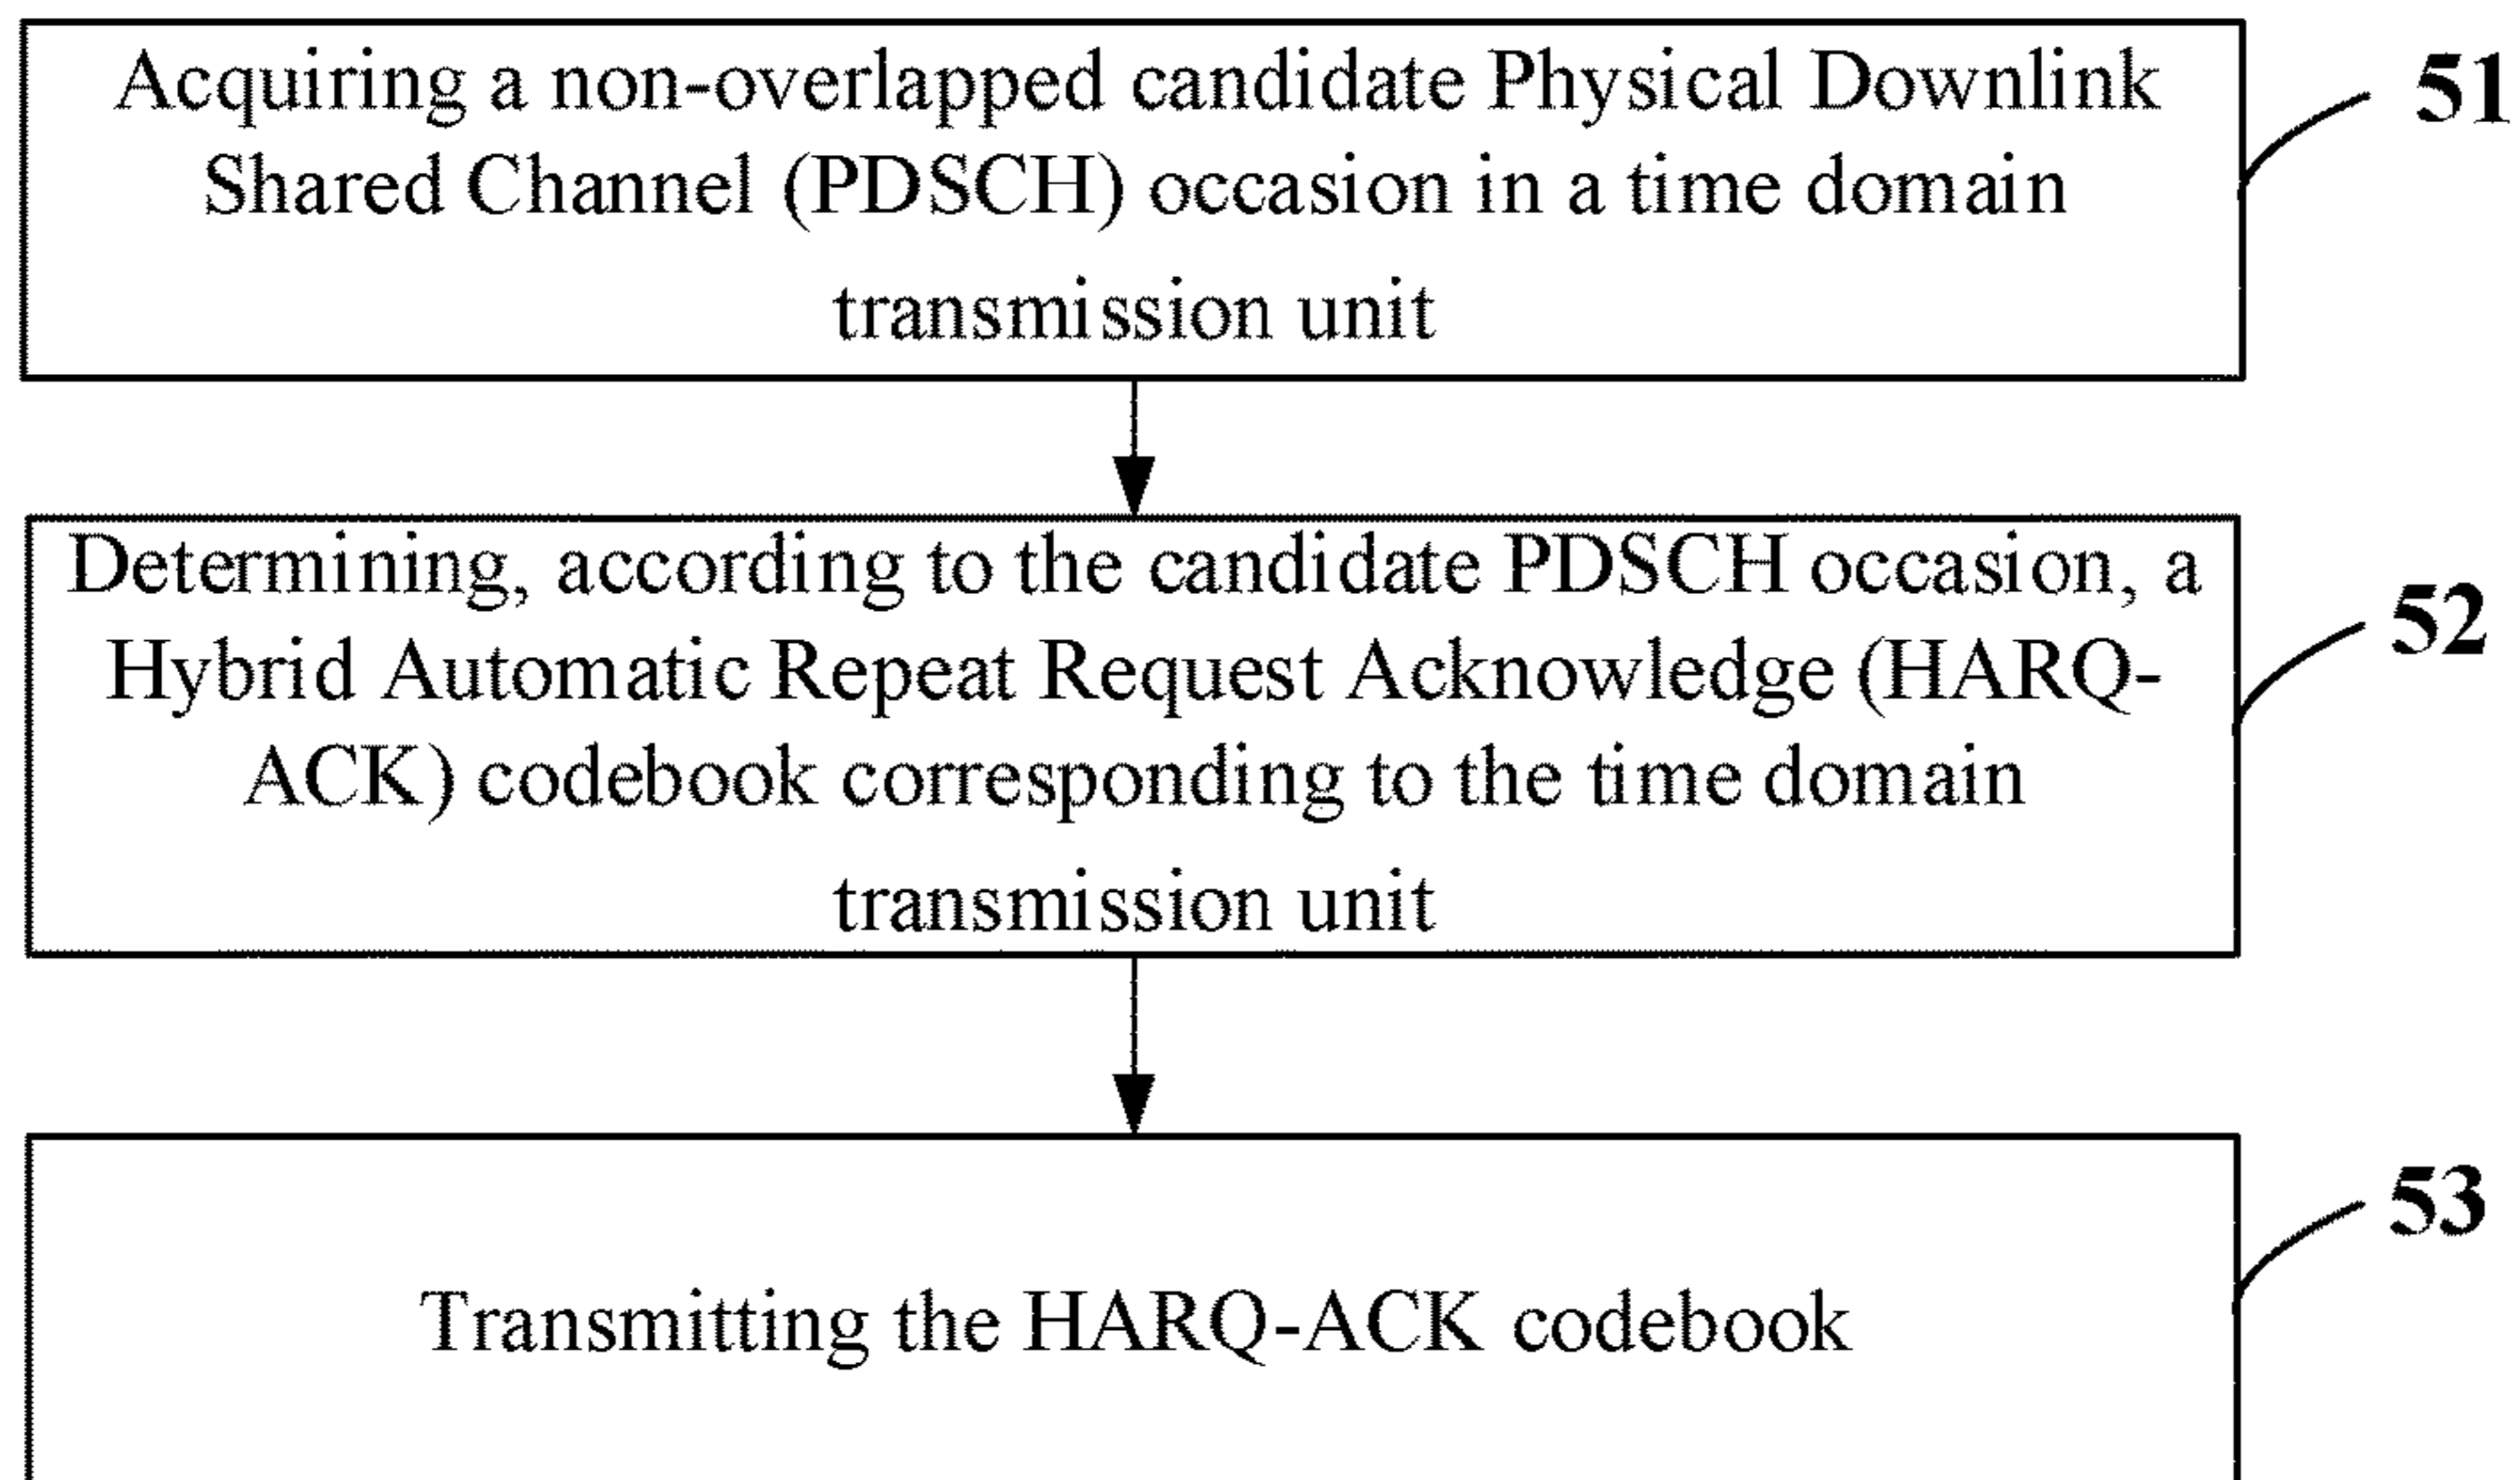 Acquiring a non-overlapped candidate Physical Downlink
Shared Channel (PDSCH) occasion in a time domain
transmission unit
51
Determining, according to the candidate PDSCH occasion, a
Hybrid Automatic Repeat Request Acknowledge (HARQ-
ACK) codebook corresponding to the time domain
transmission unit
52
Transmitting the HARQ-ACK codebook
53